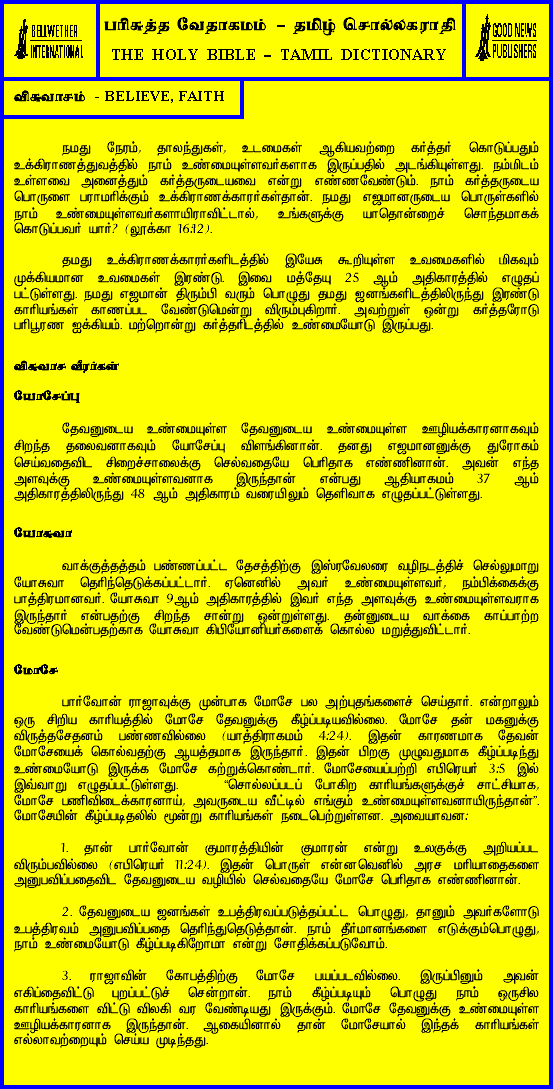 BELLWETHER
INTERNATIONAL
பரிசுத்த வேதாகமம் – தமிழ் சொல்லகராதி
THE HOLY BIBLE – TAMIL DICTIONARY
GOOD NEWS
PUBLISHERS
விசுவாசம் - BELIEVE, FAITH
நமது நேரம், தாலந்துகள், உடமைகள் ஆகியவற்றை கர்த்தர் கொடுப்பதும்
உக்கிராணத்துவத்தில் நாம் உண்மையுள்ளவர்களாக இருப்பதில் அடங்கியுள்ளது. நம்மிடம்
உள்ளவை அனைத்தும் கர்த்தருடையவை என்று எண்ணவேண்டும். நாம் கர்த்தருடைய
பொருளை பராமரிக்கும் உக்கிராணக்காரர்கள்தான். நமது எஜமானருடைய பொருள்களில்
நாம் உண்மையுள்ளவர்களாயிராவிட்டால், உங்களுக்கு யாதொன்றைச் சொந்தமாகக்
கொடுப்பவர் யார்? (லூக்கா 16:12).
தமது உக்கிராணக்காரர்களிடத்தில் இயேசு கூறியுள்ள உவமைகளில் மிகவும்
முக்கியமான உவமைகள் இரண்டு. இவை மத்தேயு 25 ஆம் அதிகாரத்தில் எழுதப்
பட்டுள்ளது. நமது எஜமான் திரும்பி வரும் பொழுது தமது ஜனங்களிடத்திலிருந்து இரண்டு
காரியங்கள் காணப்பட வேண்டுமென்று விரும்புகிறார். அவற்றுள் ஒன்று கர்த்தரோடு
பரிபூரண ஐக்கியம். மற்றொன்று கர்த்தரிடத்தில் உண்மையோடு இருப்பது.
விசுவாச வீரர்கள்
யோசேப்பு
தேவனுடைய உண்மையுள்ள தேவனுடைய உண்மையுள்ள ஊழியக்காரனாகவும்
சிறந்த தலைவனாகவும் யோசேப்பு விளங்கினான். தனது எஜமானனுக்கு துரோகம்
செய்வதைவிட சிறைச்சாலைக்கு செல்வதையே பெரிதாக எண்ணினான். அவன் எந்த
அளவுக்கு உண்மையுள்ளவனாக இருந்தான் என்பது ஆதியாகமம் 37 ஆம்
அதிகாரத்திலிருந்து 48 ஆம் அதிகாரம் வரையிலும் தெளிவாக எழுதப்பட்டுள்ளது.
யோசுவா
வாக்குத்தத்தம் பண்ணப்பட்ட தேசத்திற்கு இஸ்ரவேலரை வழிநடத்திச் செல்லுமாறு
யோசுவா தெரிந்தெடுக்கப்பட்டார். ஏனெனில் அவர் உண்மையுள்ளவர், நம்பிக்கைக்கு
பாத்திரமானவர். யோசுவா 9ஆம் அதிகாரத்தில் இவர் எந்த அளவுக்கு உண்மையுள்ளவராக
இருந்தார் என்பதற்கு சிறந்த சான்று ஒன்றுள்ளது. தன்னுடைய வாக்கை காப்பாற்ற
வேண்டுமென்பதற்காக யோசுவா கிபியோனியர்களைக் கொல்ல மறுத்துவிட்டார்.
மோசே
பார்வோன் ராஜாவுக்கு முன்பாக மோசே பல அற்புதங்களைச் செய்தார். என்றாலும்
ஒரு சிறிய காரியத்தில் மோசே தேவனுக்கு கீழ்ப்படியவில்லை. மோசே தன் மகனுக்கு
விருத்தசேதனம் பண்ணவில்லை (யாத்திராகமம் 4:24). இதன் காரணமாக தேவன்
மோசேயைக் கொல்வதற்கு ஆயத்தமாக இருந்தார். இதன் பிறகு முழுவதுமாக கீழ்ப்படிந்து
உண்மையோடு இருக்க மோசே கற்றுக்கொண்டார். மோசேயைப்பற்றி எபிரெயர் 3:5 இல்
இவ்வாறு எழுதப்பட்டுள்ளது. “சொல்லப்படப் போகிற காரியங்களுக்குச் சாட்சியாக,
மோசே பணிவிடைக்காரனாய், அவருடைய வீட்டில் எங்கும் உண்மையுள்ளவனாயிருந்தான்”.
மோசேயின் கீழ்ப்படிதலில் மூன்று காரியங்கள் நடைபெற்றுள்ளன. அவையாவன:
1. தான் பார்வோன் குமாரத்தியின் குமாரன் என்று உலகுக்கு அறியப்பட
விரும்பவில்லை (எபிரெயர் 11:24). இதன் பொருள் என்னவெனில் அரச மரியாதைகளை
அனுபவிப்பதைவிட தேவனுடைய வழியில் செல்வதையே மோசே பெரிதாக எண்ணினான்.
2. தேவனுடைய ஜனங்கள் உபத்திரவப்படுத்தப்பட்ட பொழுது, தானும் அவர்களோடு
உபத்திரவம் அனுபவிப்பதை தெரிந்துதெடுத்தான். நாம் தீர்மானங்களை எடுக்கும்பொழுது,
நாம் உண்மையோடு கீழ்ப்படிகிறோமா என்று சோதிக்கப்படுவோம்.
3. ராஜாவின் கோபத்திற்கு மோசே பயப்படவில்லை. இருப்பினும் அவன்
எகிப்தைவிட்டு புறப்பட்டுச் சென்றான். நாம் கீழ்படியும் பொழுது நாம் ஒருசில
காரியங்களை விட்டு விலகி வர வேண்டியது இருக்கும். மோசே தேவனுக்கு உண்மையுள்ள
ஊழியக்காரனாக இருந்தான். ஆகையினால் தான் மோசேயால் இந்தக் காரியங்கள்
எல்லாவற்றையும் செய்ய முடிந்தது.